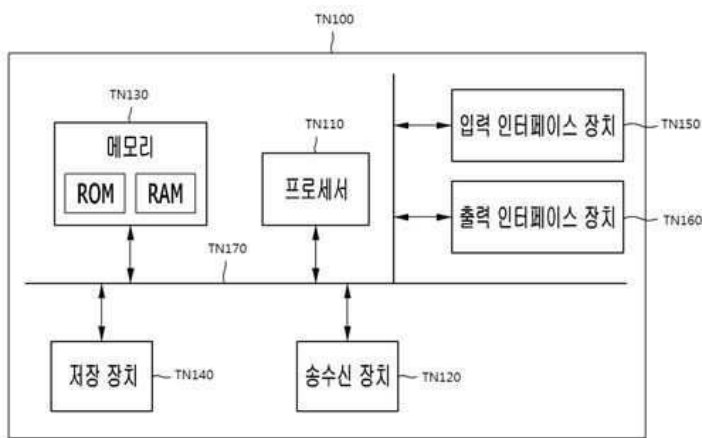 TN100
TN130
메모리
ROM RAM
TN110
프로세서
입력 인터페이스 장치
TN150
출력 인터페이스 장치
TN160
TN170
저장 장치
TN140
송수신 장치
TN120